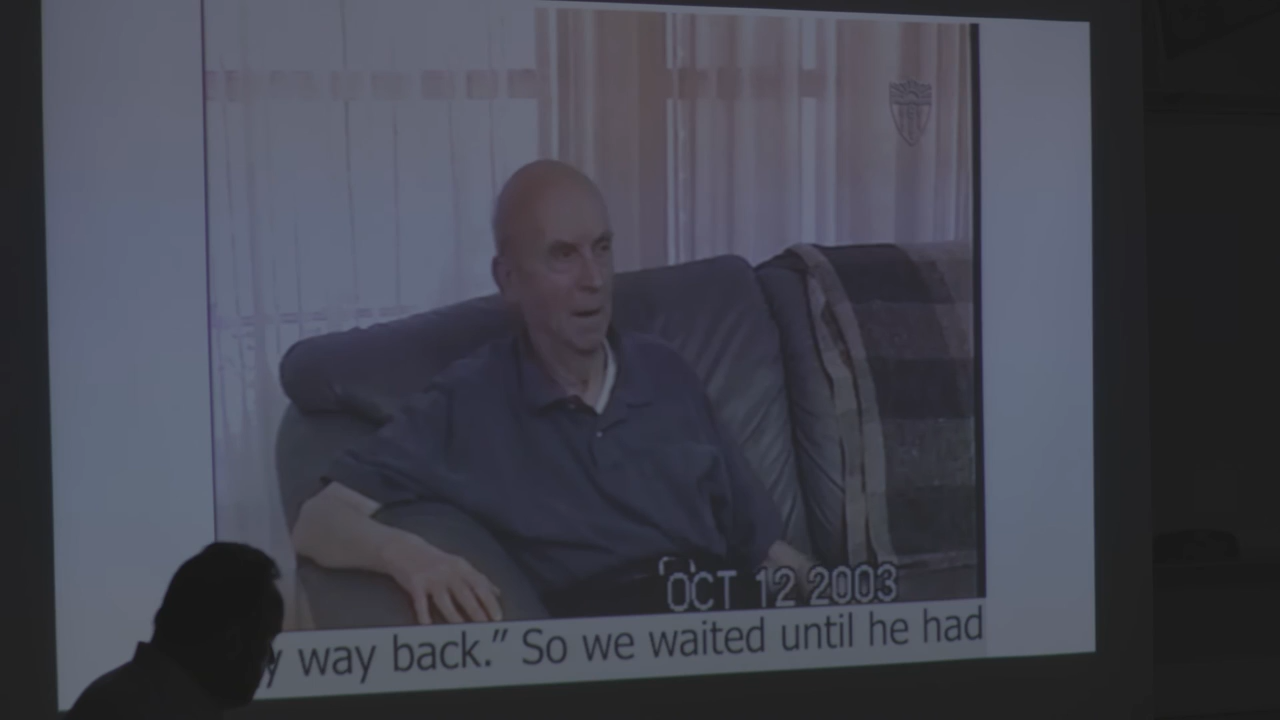 OCT 12 2003
y way back.” So we waited until he had